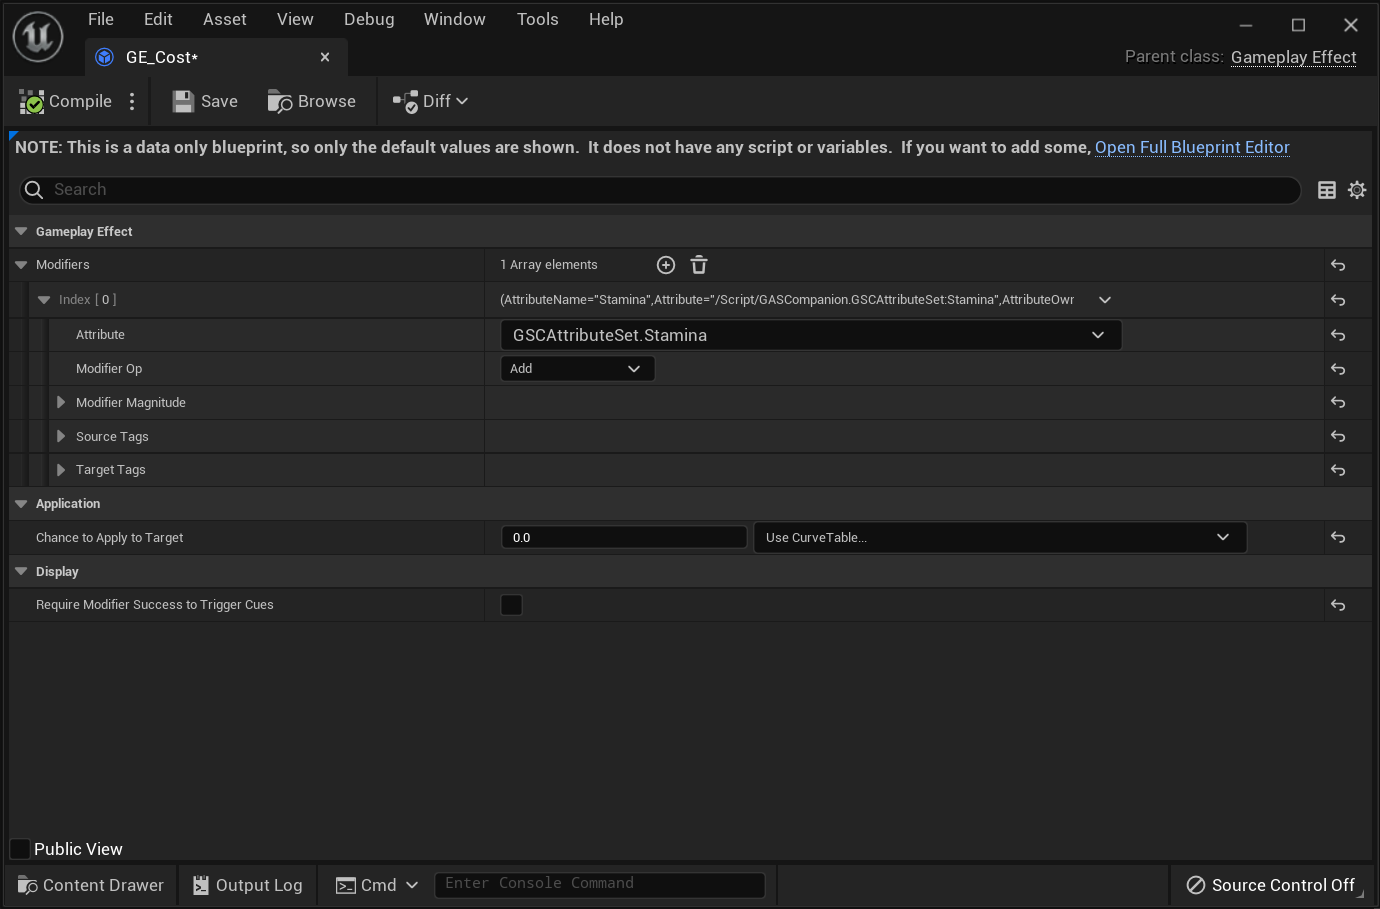 File Edit Asset View Debug Window Tools Help
GE_Cost*
Parent class: Gameplay Effect
Compile Save Browse Diff
NOTE: This is a data only blueprint, so only the default values are shown.  It does not have any script or variables.  If you want to add some, Open Full Blueprint Editor
Search
Gameplay Effect
Modifiers 1 Array elements
Index [ 0 ] (AttributeName="Stamina",Attribute="/Script/GASCompanion.GSCAttributeSet:Stamina",AttributeOwr
Attribute GSCAttributeSet.Stamina
Modifier Op Add
Modifier Magnitude
Source Tags
Target Tags
Application
Chance to Apply to Target 0.0 Use CurveTable...
Display
Require Modifier Success to Trigger Cues
Public View
Content Drawer Output Log Cmd Enter Console Command Source Control Off